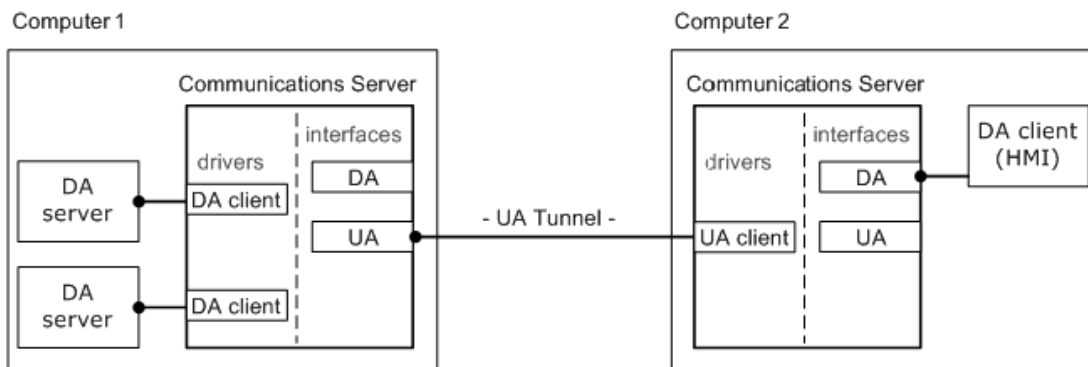 Computer 1
Communications Server
drivers
interfaces
DA
server
DA client
DA
UA
DA
server
DA client
- UA Tunnel -
Computer 2
Communications Server
drivers
interfaces
UA client
DA
UA
DA client
(HMI)